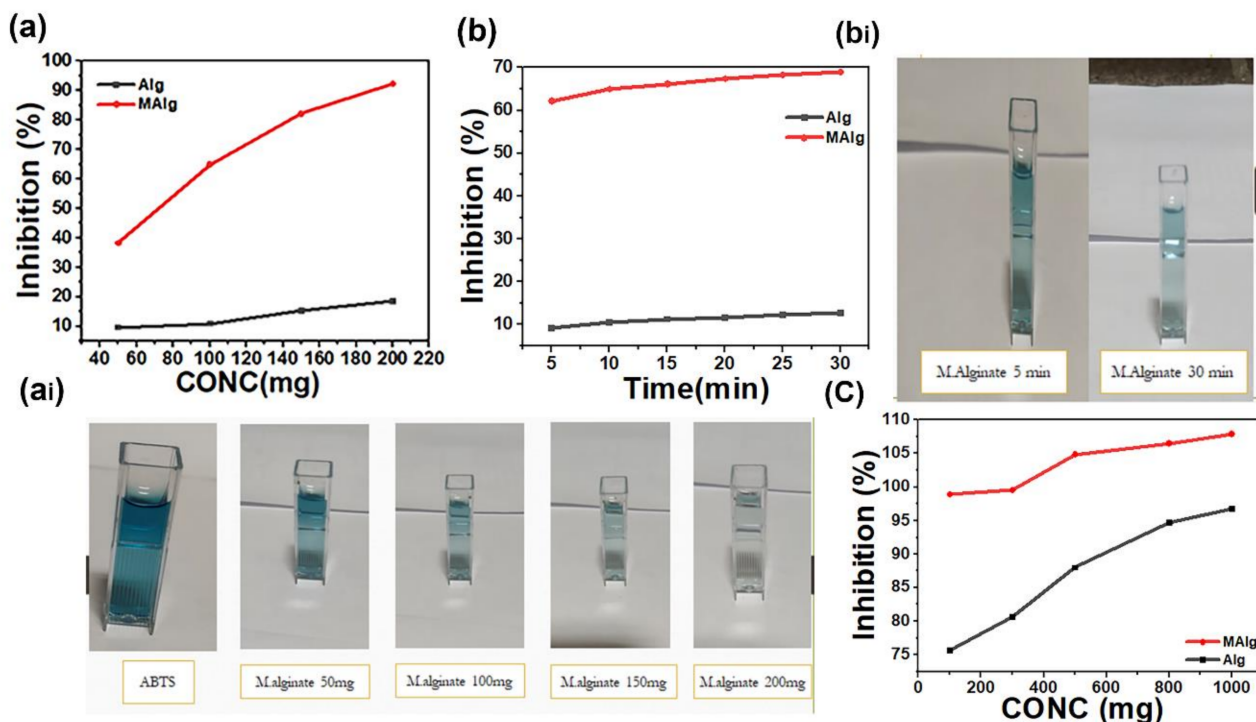 (a)
100
90
80
70
60
50
40
30
20
10
Inhibition (%)
Alg
MAlg
40 60 80 100 120 140 160 180 200 220
CONC(mg)
(b)
70
60
50
40
30
20
10
Inhibition (%)
Alg
MAlg
5 10 15 20 25 30
Time(min)
(bi)
M.Alginate 5 min
M.Alginate 30 min
(ai)
ABTS
M.alginate 50mg
M.alginate 100mg
M.alginate 150mg
M.alginate 200mg
(C)
110
105
100
95
90
85
80
75
Inhibition (%)
MAlg
Alg
0 200 400 600 800 1000
CONC (mg)